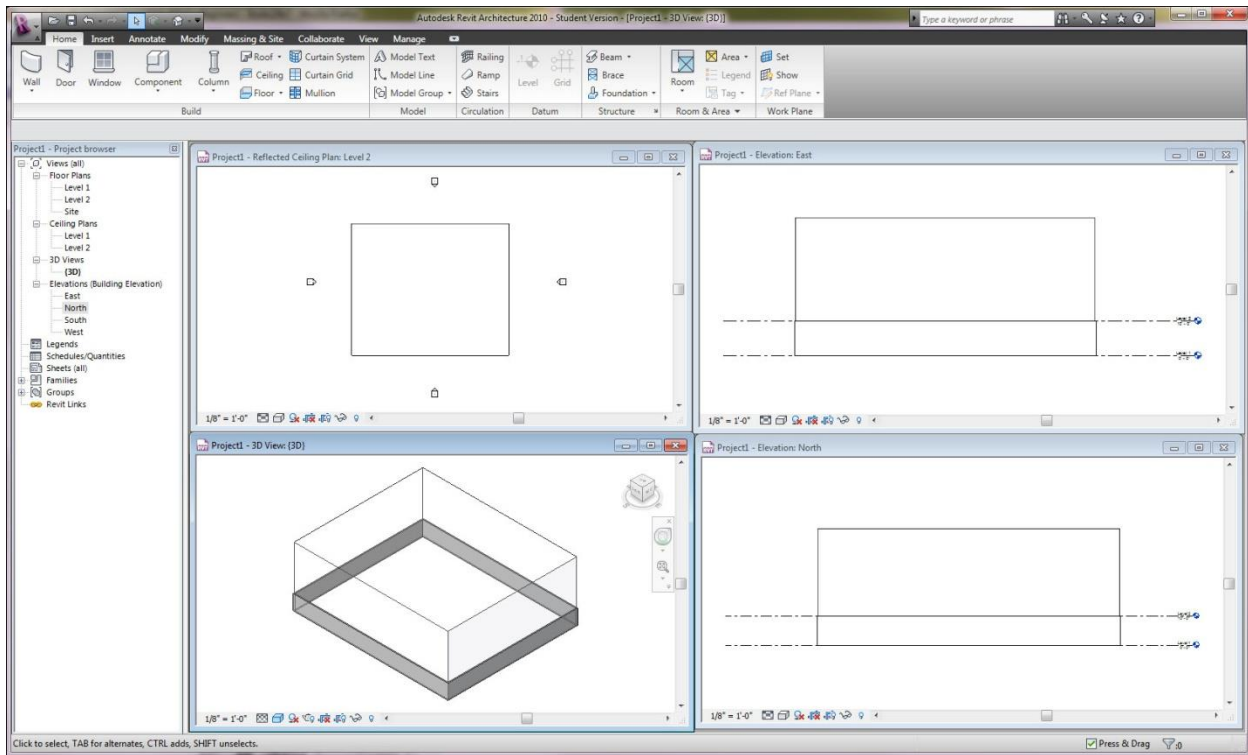 Autodesk Revit Architecture 2010 - Student Version - [Project1 - 3D View: {3D}]
Type a keyword or phrase
Home Insert Annotate Modify Massing & Site Collaborate View Manage
Wall Door Window Component Column
Roof Curtain System
Ceiling Curtain Grid
Floor Mullion
Build
Model Text
Model Line
Model Group
Model
Railing
Ramp
Stairs
Circulation
Level Grid
Datum
Beam
Brace
Foundation
Structure
Room
Area
Legend
Tag
Room & Area
Set
Show
Ref Plane
Work Plane
Project1 - Project browser
Views (all)
Floor Plans
Level 1
Level 2
Site
Ceiling Plans
Level 1
Level 2
3D Views
{3D}
Elevations (Building Elevation)
East
North
South
West
Legends
Schedules/Quantities
Sheets (all)
Families
Groups
Revit Links
Project1 - Reflected Ceiling Plan: Level 2
1/8" = 1'-0"
Project1 - Elevation: East
1/8" = 1'-0"
Project1 - 3D View: {3D}
1/8" = 1'-0"
Project1 - Elevation: North
1/8" = 1'-0"
Click to select, TAB for alternates, CTRL adds, SHIFT unselects.
Press & Drag
:0